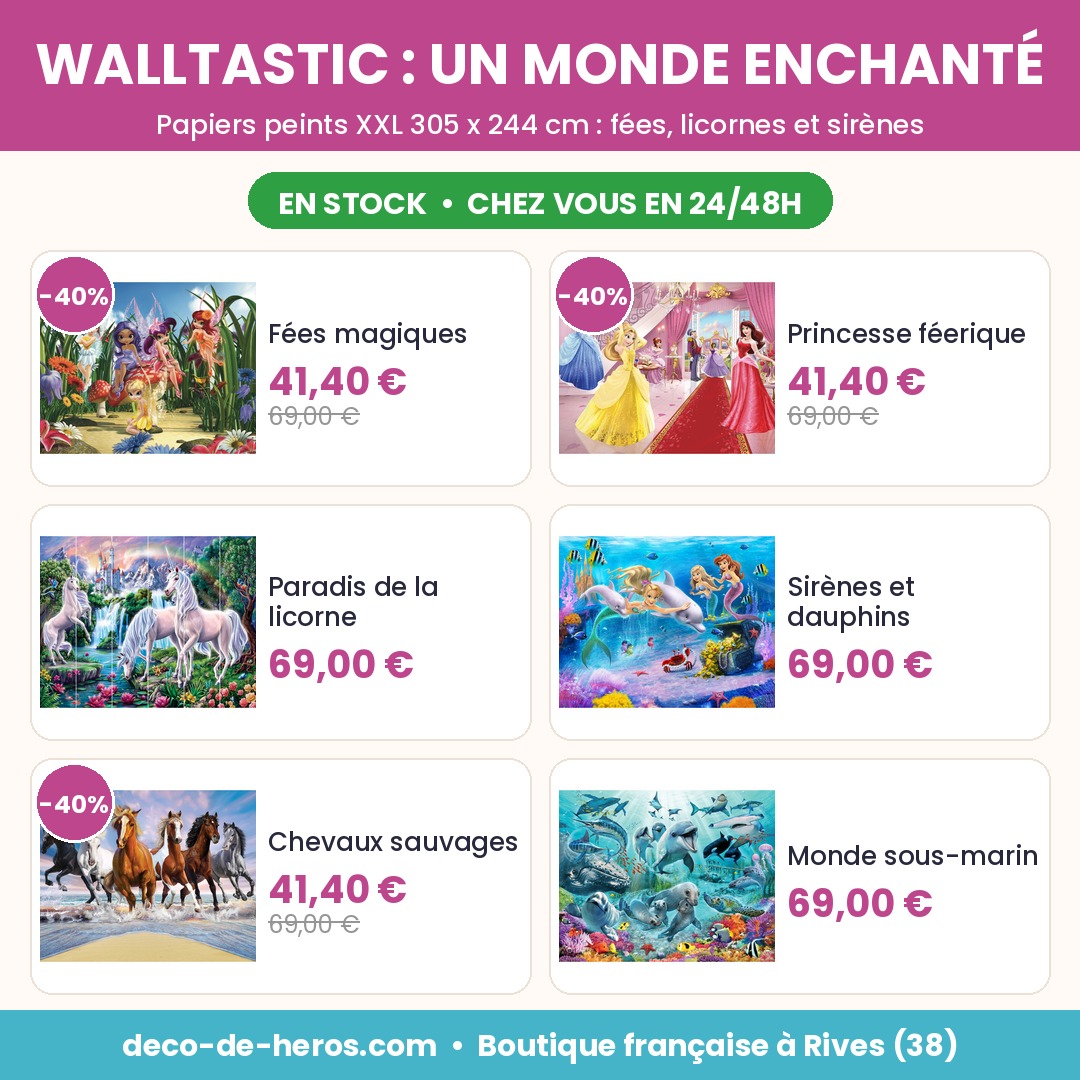 WALLTASTIC : UN MONDE ENCHANTÉ
Papiers peints XXL 305 x 244 cm : fées, licornes et sirènes
EN STOCK • CHEZ VOUS EN 24/48H
-40%
Fées magiques
41,40 €
69,00 €
-40%
Princesse féerique
41,40 €
69,00 €
Paradis de la
licorne
69,00 €
Sirènes et
dauphins
69,00 €
-40%
Chevaux sauvages
41,40 €
69,00 €
Monde sous-marin
69,00 €
deco-de-heros.com • Boutique française à Rives (38)